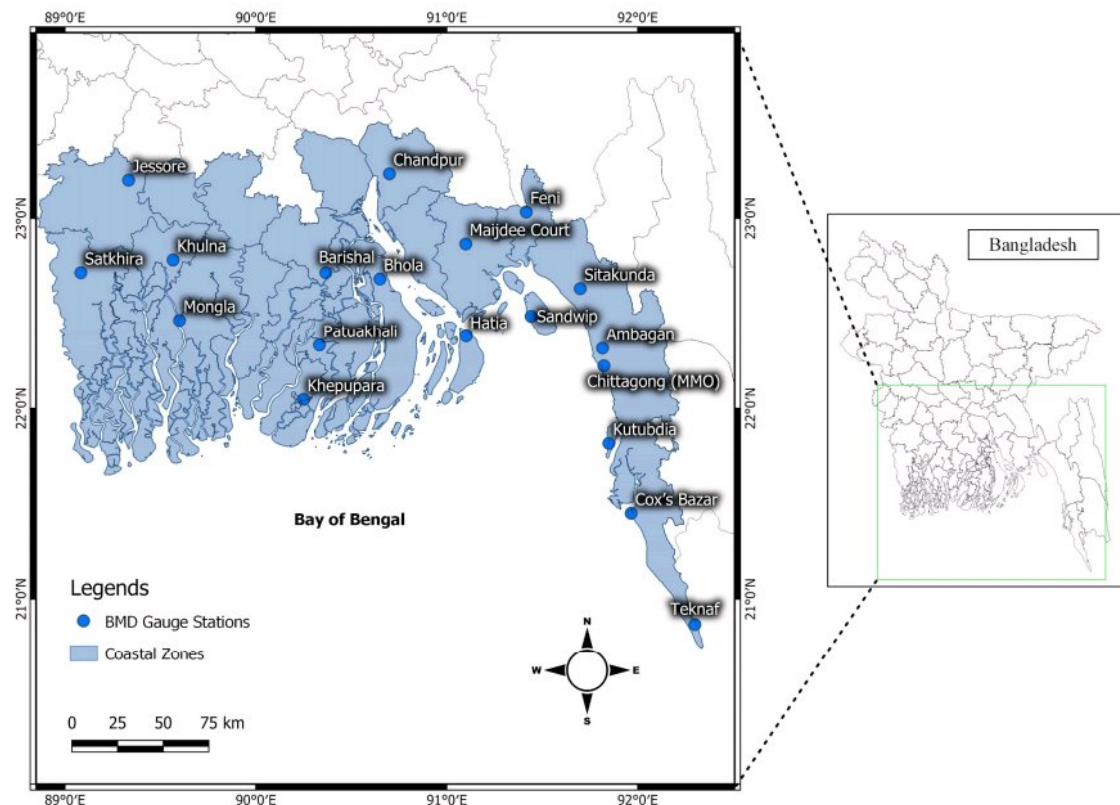 89°0'E 90°0'E 91°0'E 92°0'E
Chandpur
Jessore
Feni
23°0'N
23°0'N
Maijdee Court
Khulna
Satkhira
Barishal
Bhola
Sitakunda
Mongla
Sandwip
Hatia
Patuakhali
Ambagan
Chittagong (MMO)
Khepupara
22°0'N
22°0'N
Kutubdia
Cox's Bazar
Bay of Bengal
21°0'N
21°0'N
Legends
BMD Gauge Stations
Coastal Zones
Teknaf
N
W E
S
0 25 50 75 km
89°0'E 90°0'E 91°0'E 92°0'E
Bangladesh